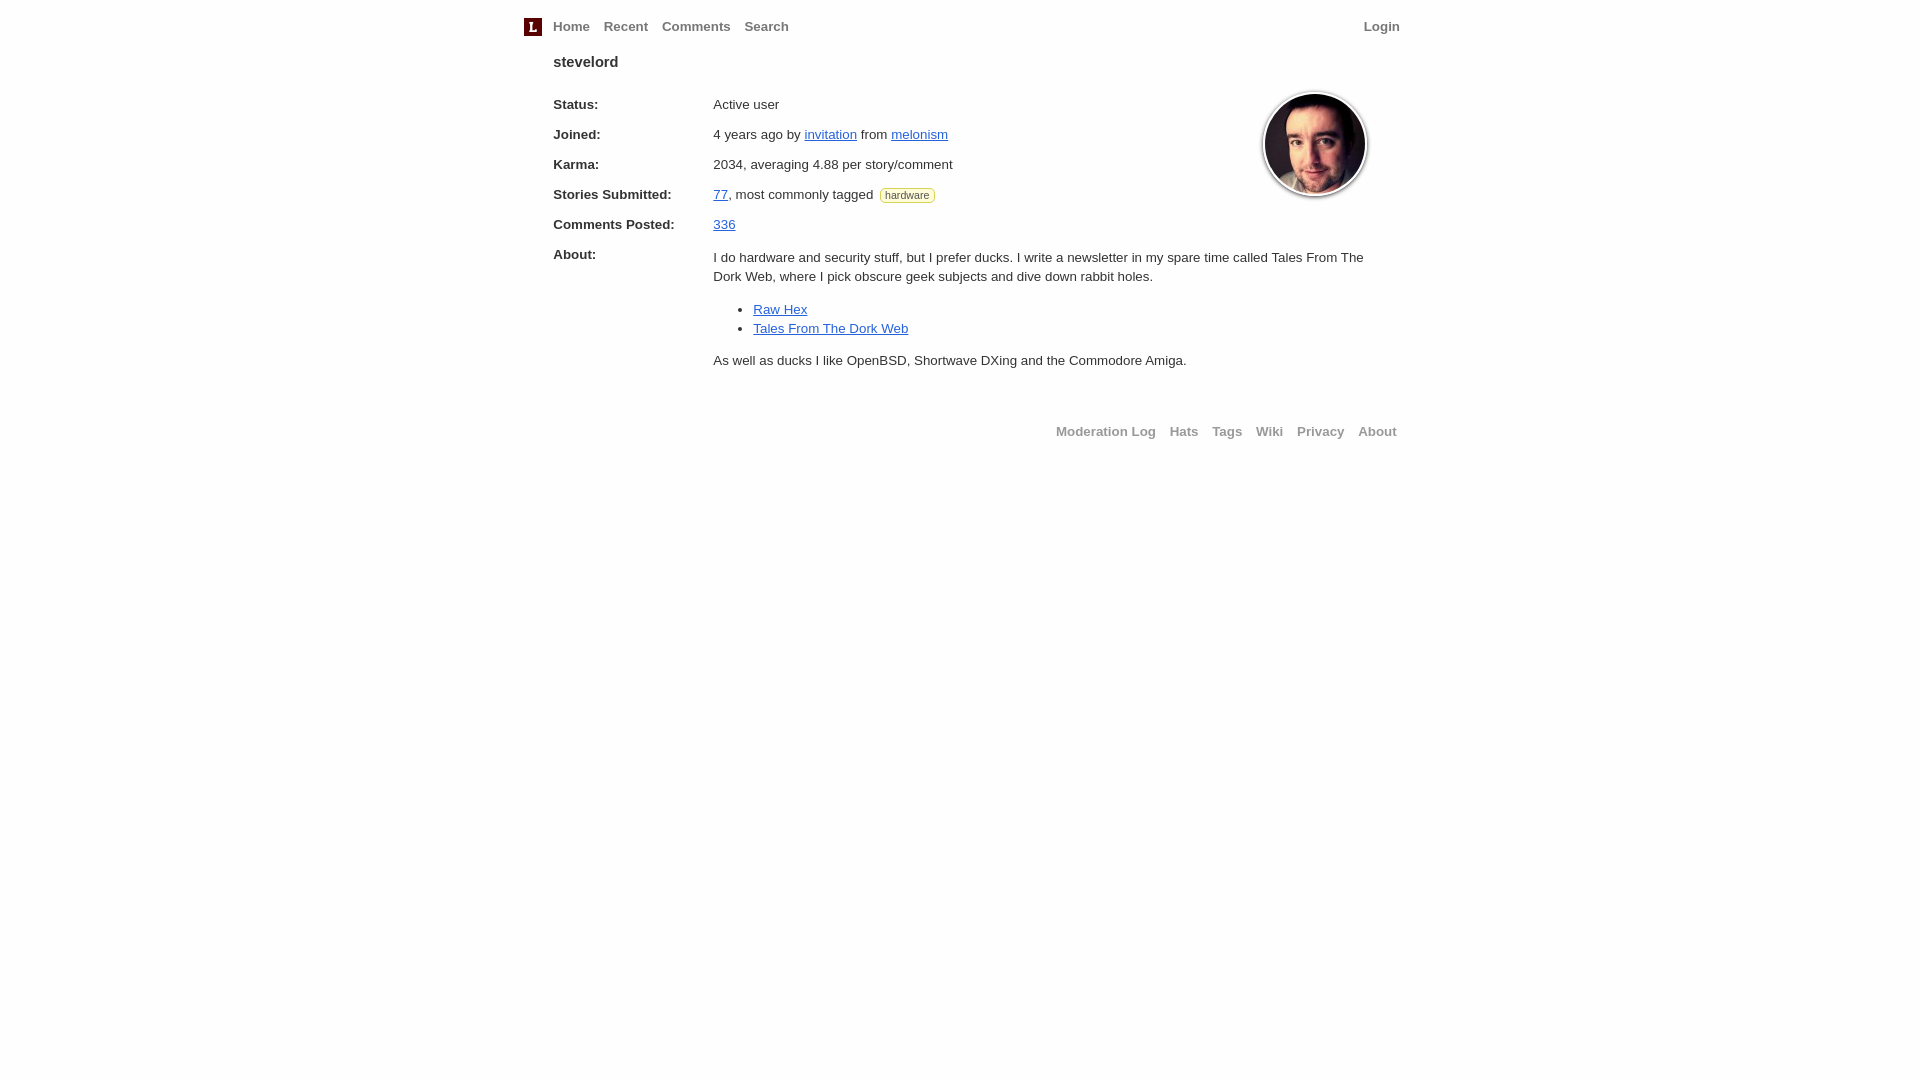 L Home Recent Comments Search Login
stevelord
Status: Active user
Joined: 4 years ago by invitation from melonism
Karma: 2034, averaging 4.88 per story/comment
Stories Submitted: 77, most commonly tagged hardware
Comments Posted: 336
About: I do hardware and security stuff, but I prefer ducks. I write a newsletter in my spare time called Tales From The
Dork Web, where I pick obscure geek subjects and dive down rabbit holes.
• Raw Hex
• Tales From The Dork Web
As well as ducks I like OpenBSD, Shortwave DXing and the Commodore Amiga.
Moderation Log Hats Tags Wiki Privacy About